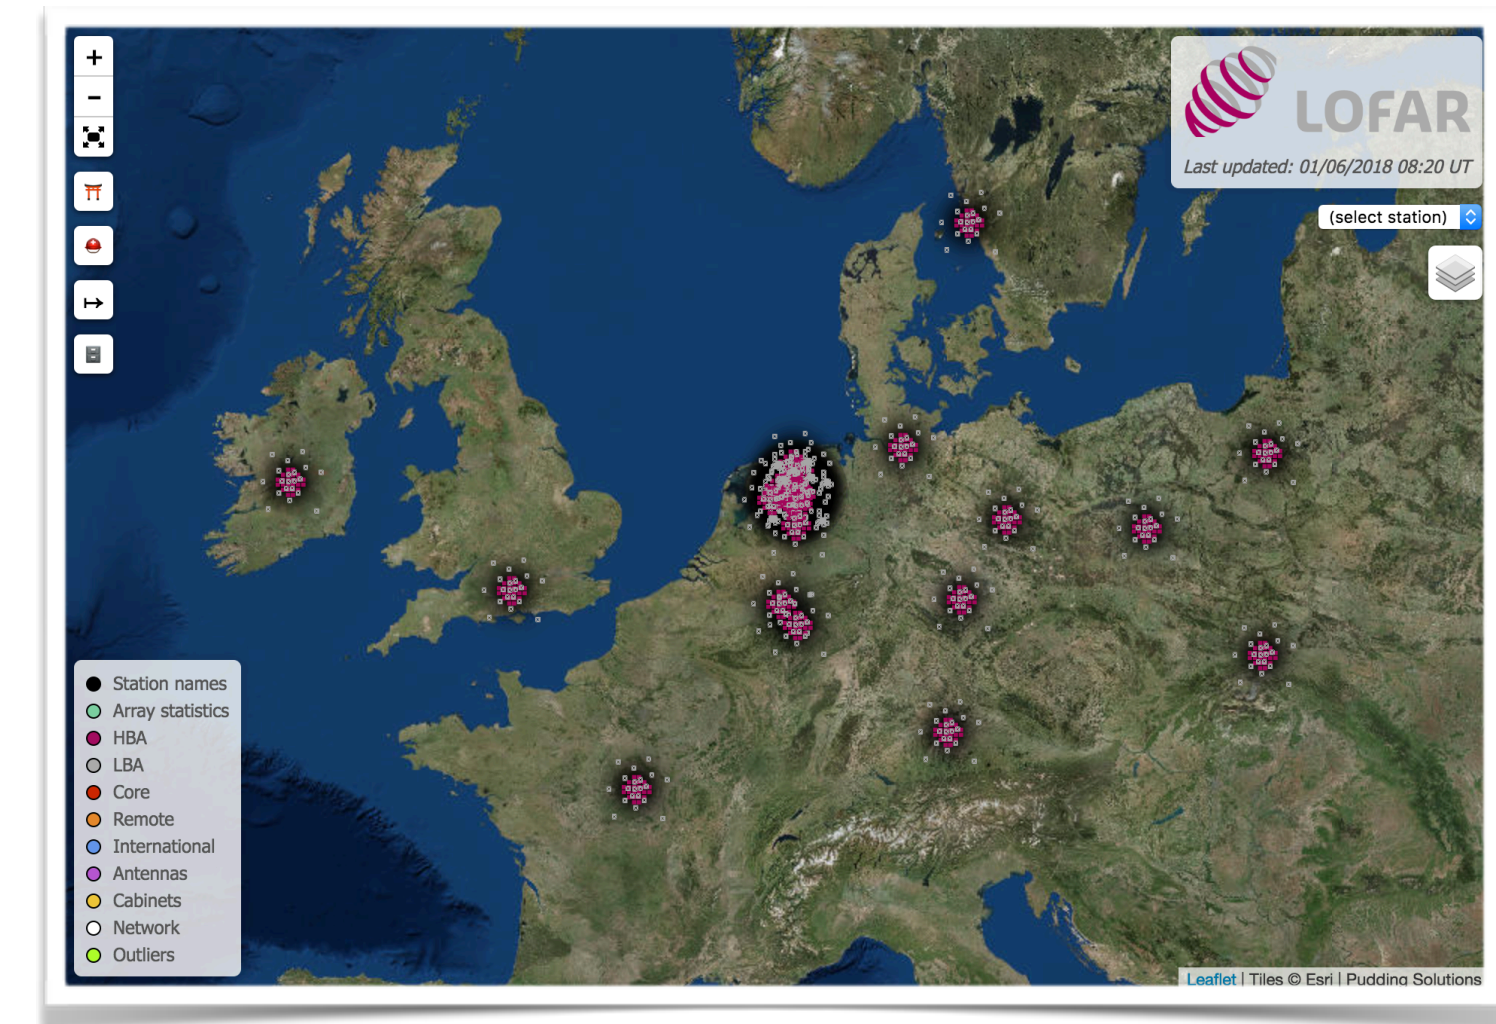 +
−
LOFAR
Last updated: 01/06/2018 08:20 UT
(select station)
Station names
Array statistics
HBA
LBA
Core
Remote
International
Antennas
Cabinets
Network
Outliers
Leaflet | Tiles © Esri | Pudding Solutions